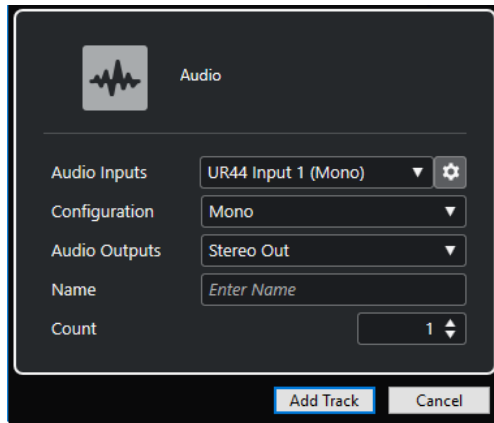 Audio
Audio Inputs UR44 Input 1 (Mono)
Configuration Mono
Audio Outputs Stereo Out
Name Enter Name
Count 1
Add Track Cancel